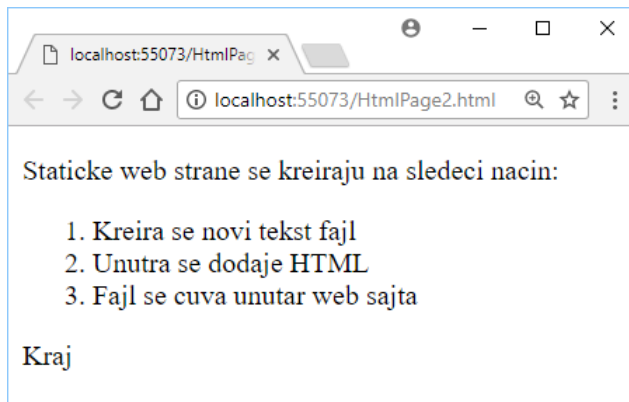 localhost:55073/HtmlPag
localhost:55073/HtmlPage2.html
Staticke web strane se kreiraju na sledeci nacin:
1. Kreira se novi tekst fajl
2. Unutra se dodaje HTML
3. Fajl se cuva unutar web sajta
Kraj